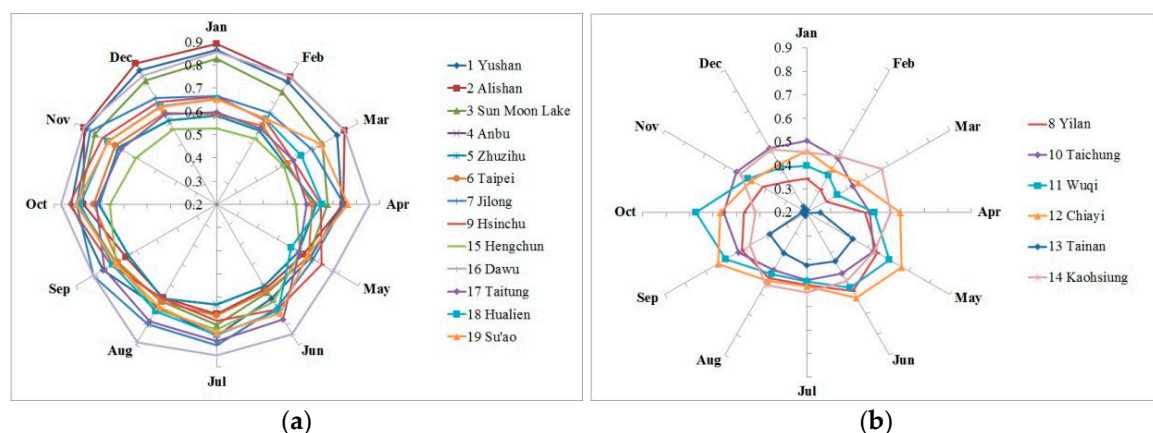 Jan
Feb
Mar
Apr
May
Jun
Jul
Aug
Sep
Oct
Nov
Dec
0.9
0.8
0.7
0.6
0.5
0.4
0.3
0.2
1 Yushan
2 Alishan
3 Sun Moon Lake
4 Anbu
5 Zhuzihu
6 Taipei
7 Jilong
9 Hsinchu
15 Hengchun
16 Dawu
17 Taitung
18 Hualien
19 Su'ao
(a)
Jan
Feb
Mar
Apr
May
Jun
Jul
Aug
Sep
Oct
Nov
Dec
0.9
0.8
0.7
0.6
0.5
0.4
0.3
0.2
8 Yilan
10 Taichung
11 Wuqi
12 Chiayi
13 Tainan
14 Kaohsiung
(b)